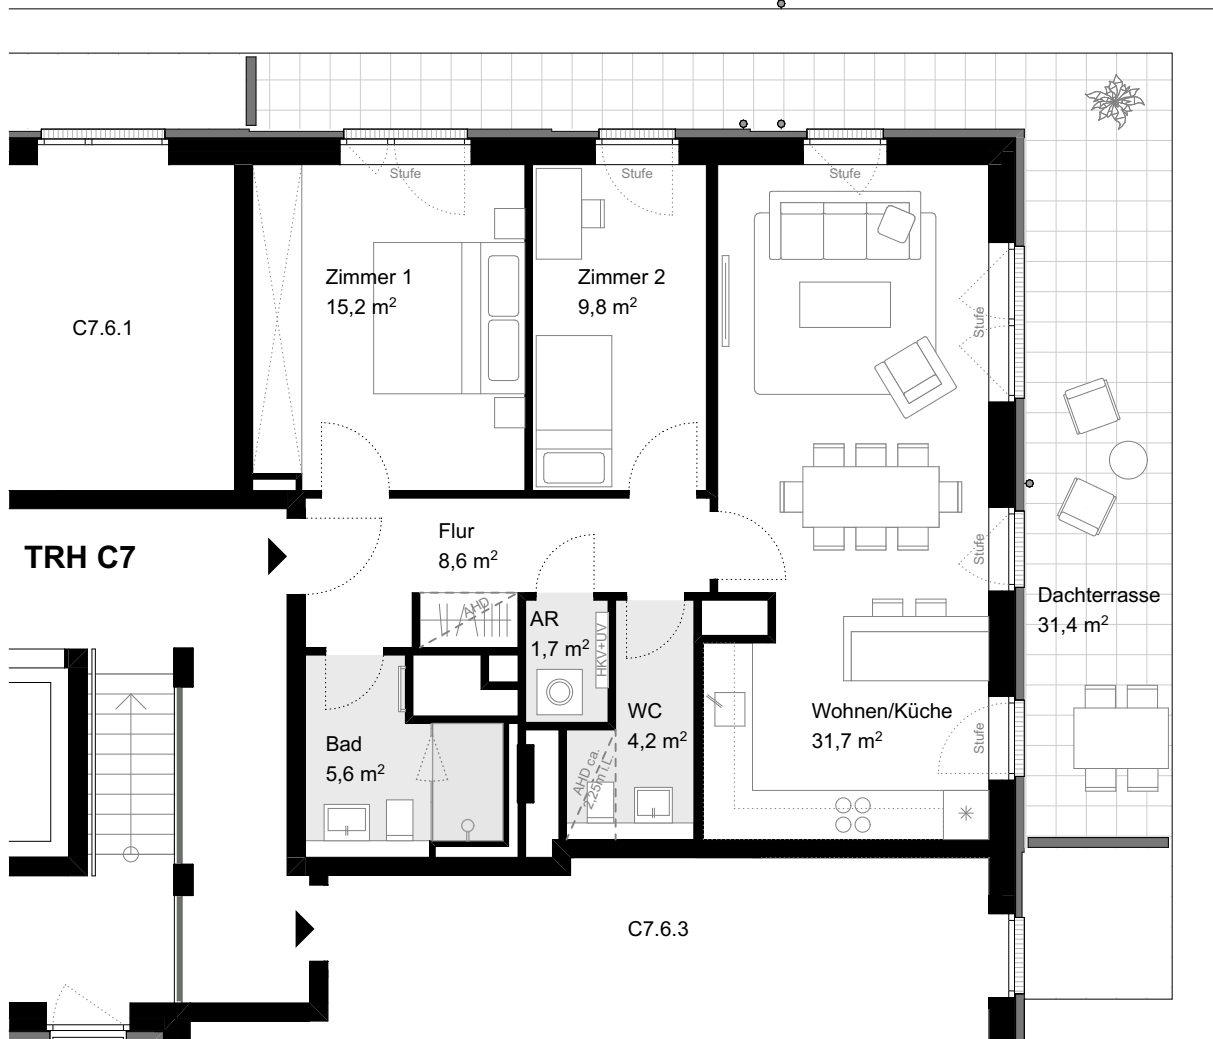 Stufe
Stufe
Stufe
Zimmer 1
15,2 m²
Zimmer 2
9,8 m²
C7.6.1
Stufe
TRH C7
Flur
8,6 m²
Stufe
AHD
AR
1,7 m²
HKV+UV
Dachterrasse
31,4 m²
WC
4,2 m²
Wohnen/Küche
31,7 m²
Stufe
Bad
5,6 m²
AHD ca.
2,25m i.L.
C7.6.3